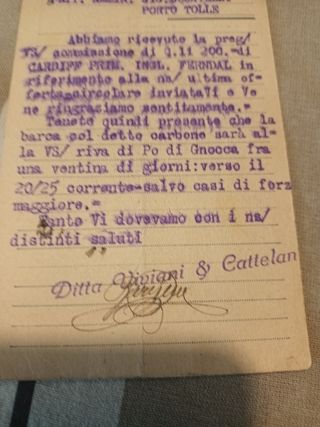 PORTO TOLLE
Abbiamo ricevuto la preg/
VS/ commissione di Q.li 200.=di
CARDIFF PRIM. INGL. FERNDAL in
riferimento alla na/ ultima of-
ferta circolare inviataVi e Ve
ne ringraziamo sentitamente.=
Tenete quindi presente che la
barca col detto carbone sarà al-
la VS/ riva di Po di Gnocca fra
una ventina di giorni:verso il
20/25 corrente-salvo casi di forz
maggiore.=
Tanto Vi dovevamo con i na/
distinti saluti
Ditta Viviani & Cattelan